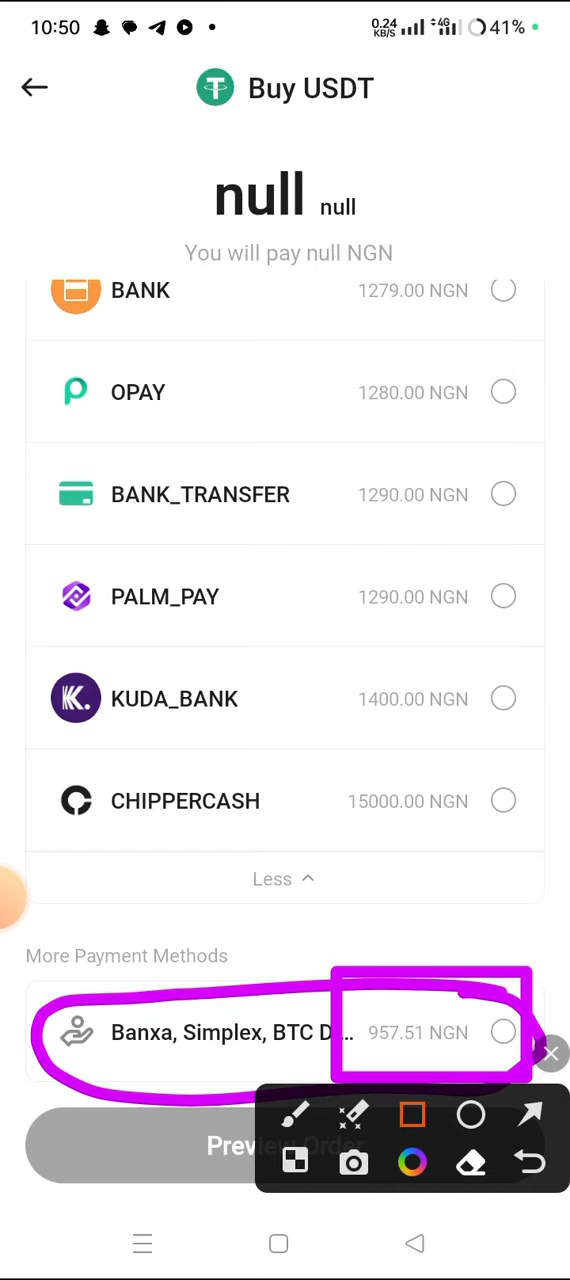 10:50
0.24 KB/S 4G 41%
Buy USDT
null null
You will pay null NGN
BANK 1279.00 NGN
OPAY 1280.00 NGN
BANK_TRANSFER 1290.00 NGN
PALM_PAY 1290.00 NGN
KUDA_BANK 1400.00 NGN
CHIPPERCASH 15000.00 NGN
Less
More Payment Methods
Banxa, Simplex, BTC D... 957.51 NGN
Preview Order